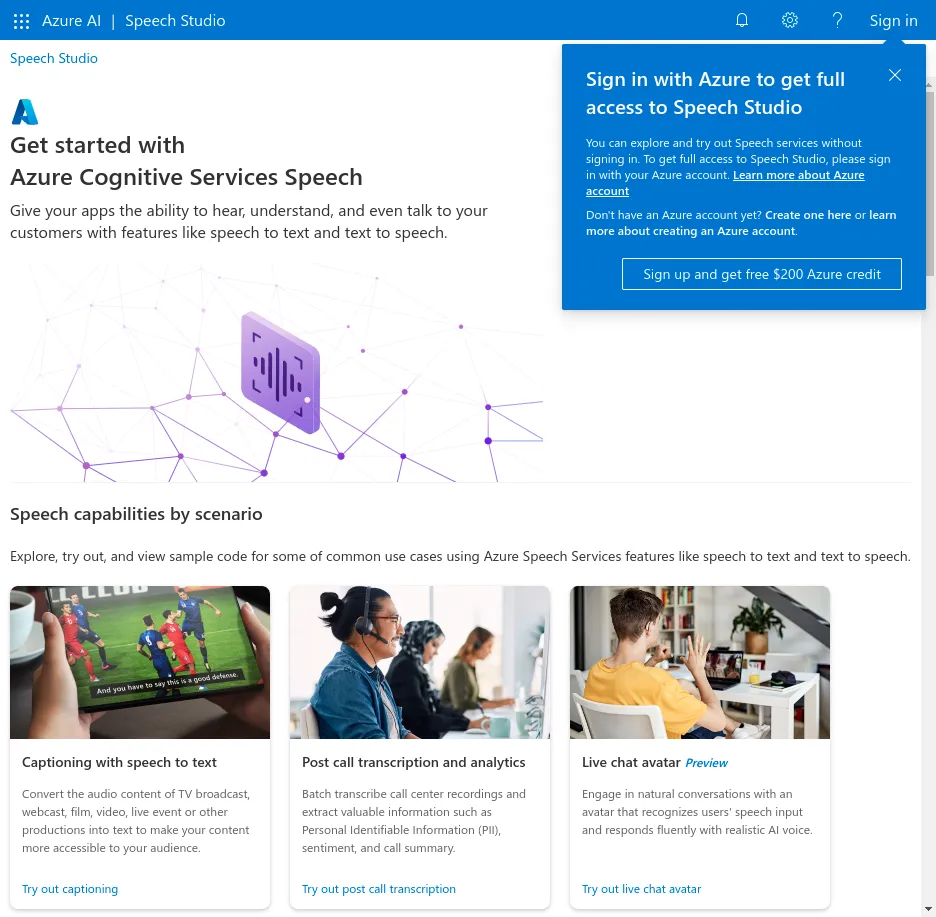 Azure AI | Speech Studio
Sign in
Speech Studio
Sign in with Azure to get full
access to Speech Studio
You can explore and try out Speech services without
signing in. To get full access to Speech Studio, please sign
in with your Azure account. Learn more about Azure
account
Don't have an Azure account yet? Create one here or learn
more about creating an Azure account.
Sign up and get free $200 Azure credit
Get started with
Azure Cognitive Services Speech
Give your apps the ability to hear, understand, and even talk to your
customers with features like speech to text and text to speech.
Speech capabilities by scenario
Explore, try out, and view sample code for some of common use cases using Azure Speech Services features like speech to text and text to speech.
CLUB
And you have to say this is a good defense.
Captioning with speech to text
Convert the audio content of TV broadcast,
webcast, film, video, live event or other
productions into text to make your content
more accessible to your audience.
Try out captioning
Post call transcription and analytics
Batch transcribe call center recordings and
extract valuable information such as
Personal Identifiable Information (PII),
sentiment, and call summary.
Try out post call transcription
Live chat avatar Preview
Engage in natural conversations with an
avatar that recognizes users' speech input
and responds fluently with realistic AI voice.
Try out live chat avatar